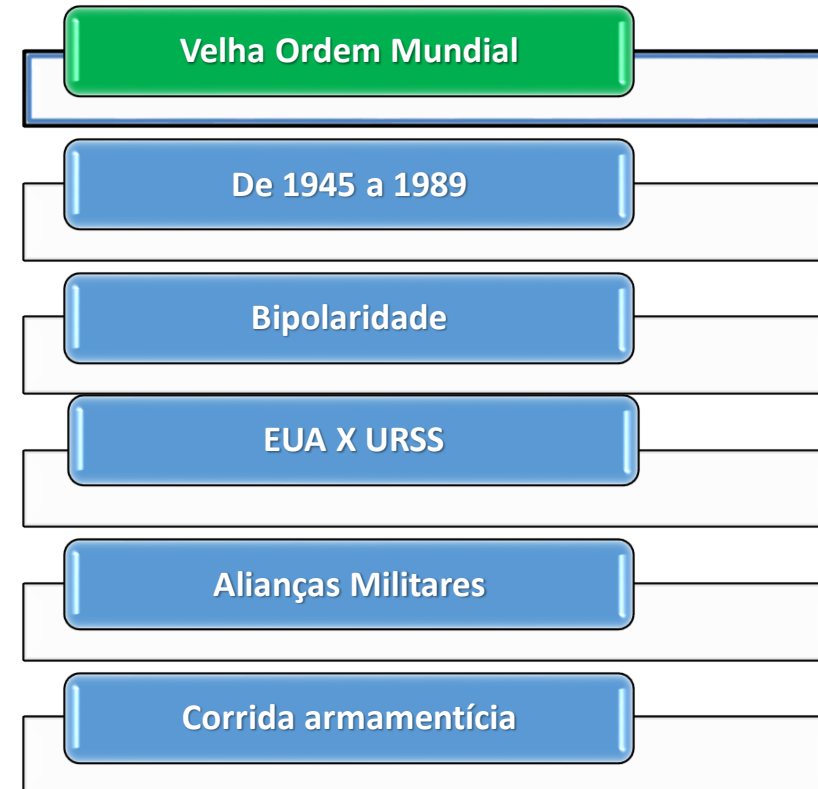 Velha Ordem Mundial
De 1945 a 1989
Bipolaridade
EUA X URSS
Alianças Militares
Corrida armamentícia